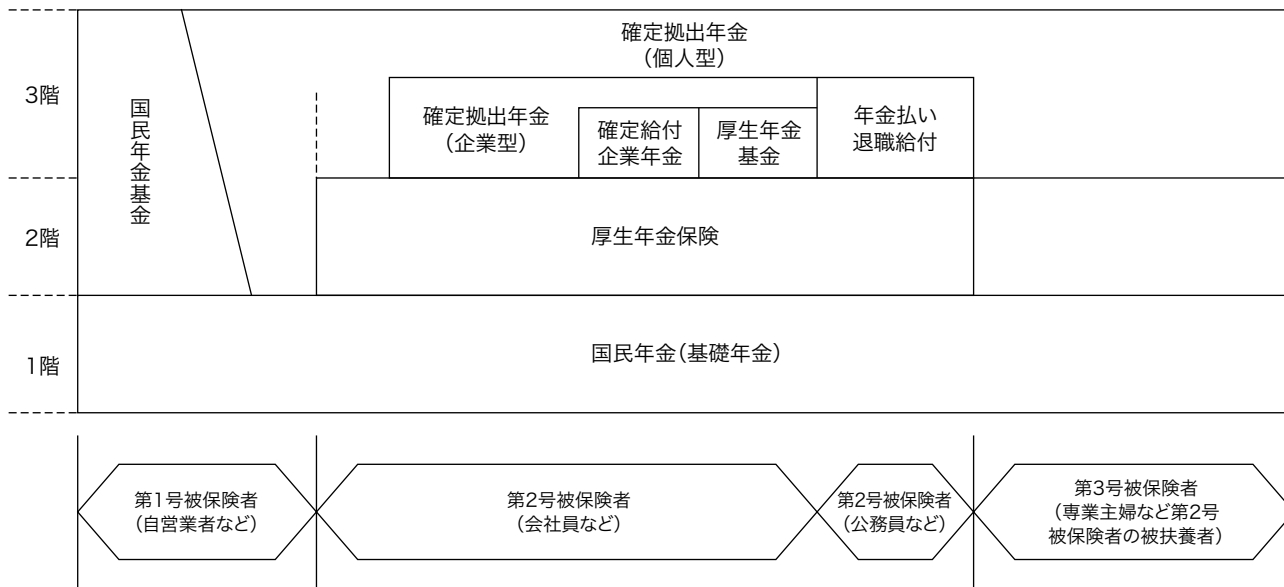 確定拠出年金
（個人型）
3階
国民年金基金
確定拠出年金
（企業型）
確定給付
企業年金
厚生年金
基金
年金払い
退職給付
2階
厚生年金保険
1階
国民年金（基礎年金）
第1号被保険者
（自営業者など）
第2号被保険者
（会社員など）
第2号被保険者
（公務員など）
第3号被保険者
（専業主婦など第2号
被保険者の被扶養者）